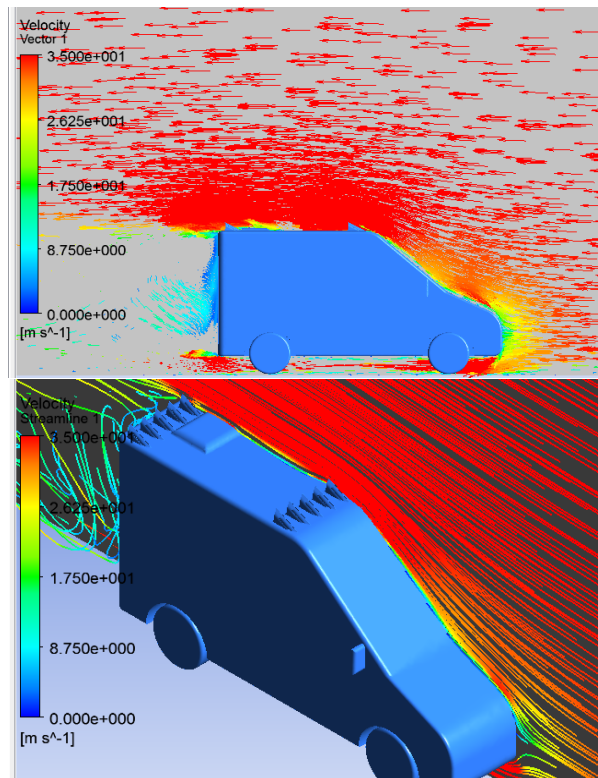 Velocity
Vector 1
3.500e+001
2.625e+001
1.750e+001
8.750e+000
0.000e+000
[m s^-1]
Velocity
Streamline 1
3.500e+001
2.625e+001
1.750e+001
8.750e+000
0.000e+000
[m s^-1]